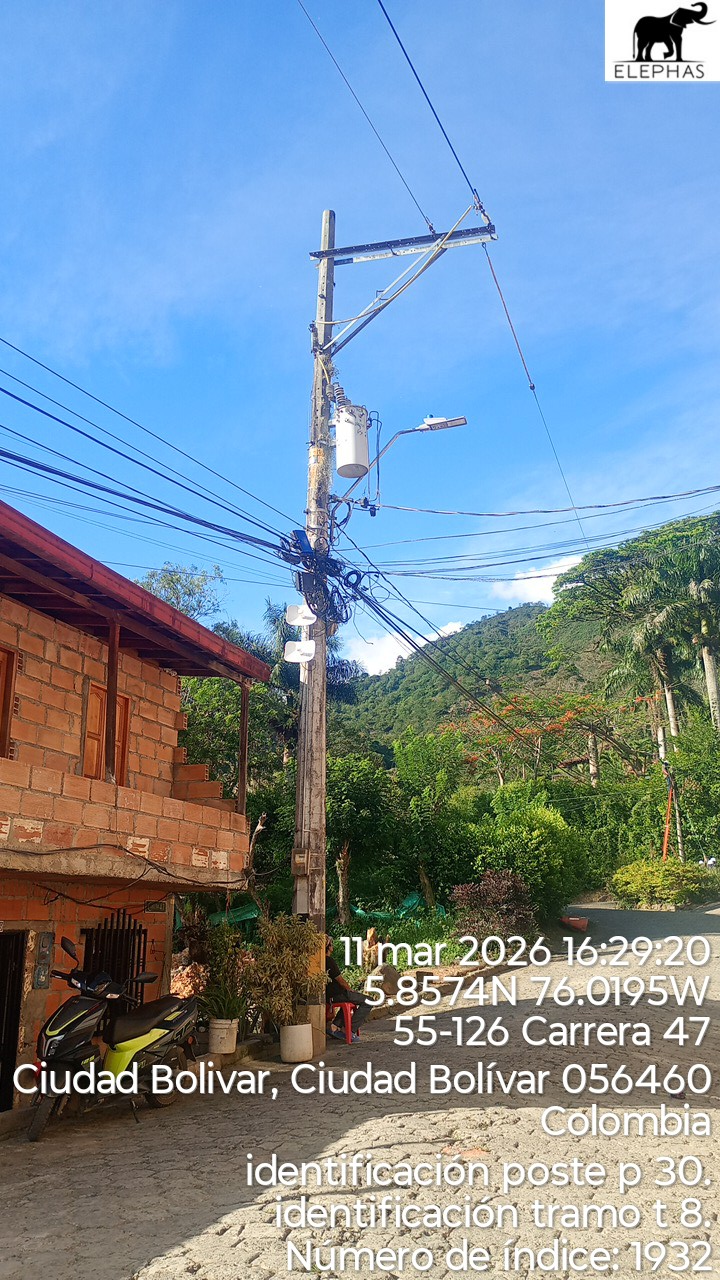 ELEPHAS
11 mar 2026 16:29:20
5.8574N 76.0195W
55-126 Carrera 47
Ciudad Bolivar, Ciudad Bolívar 056460
Colombia
identificación poste p 30.
identificación tramo t 8.
Número de índice: 1932